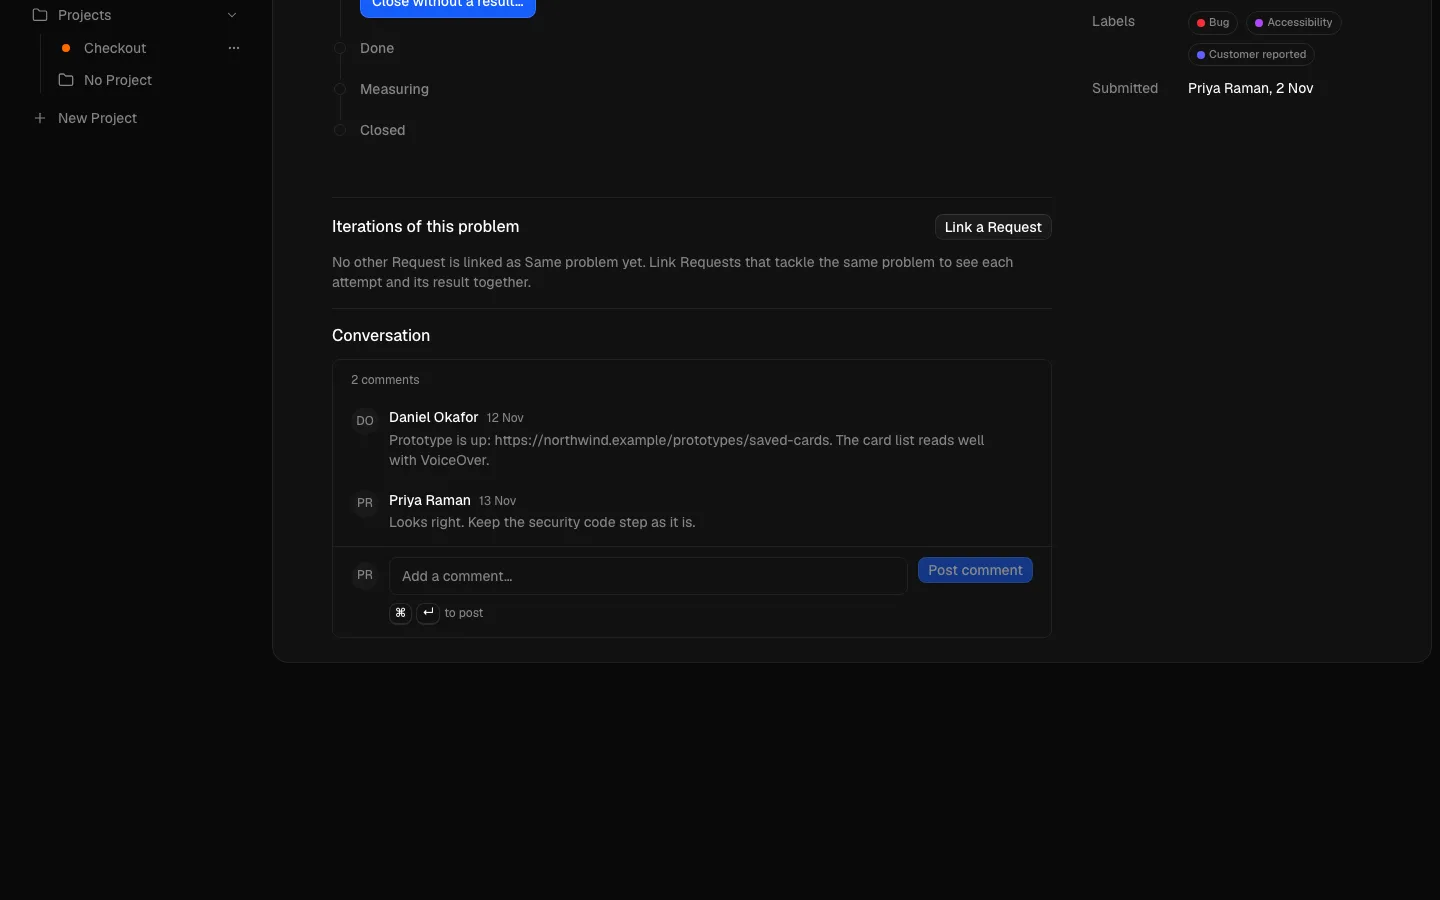 Projects
Checkout
No Project
New Project
Close without a result…
Done
Measuring
Closed
Labels
Bug
Accessibility
Customer reported
Submitted
Priya Raman, 2 Nov
Iterations of this problem
Link a Request
No other Request is linked as Same problem yet. Link Requests that tackle the same problem to see each
attempt and its result together.
Conversation
2 comments
DO
Daniel Okafor 12 Nov
Prototype is up: https://northwind.example/prototypes/saved-cards. The card list reads well
with VoiceOver.
PR
Priya Raman 13 Nov
Looks right. Keep the security code step as it is.
PR
Add a comment…
Post comment
⌘ ↵ to post